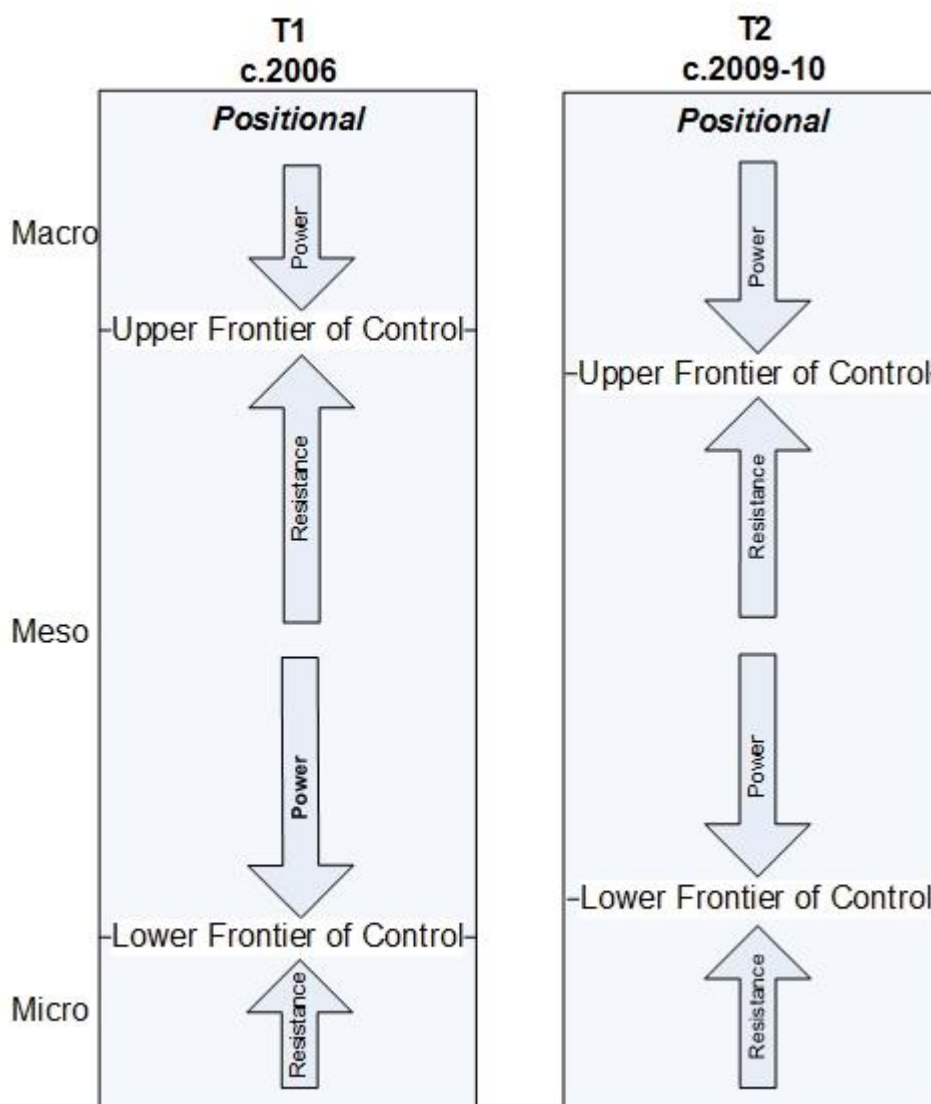 T1
c.2006
T2
c.2009-10
Positional
Positional
Macro
Power
Power
Upper Frontier of Control
Upper Frontier of Control
Resistance
Resistance
Meso
Power
Power
Lower Frontier of Control
Lower Frontier of Control
Micro
Resistance
Resistance